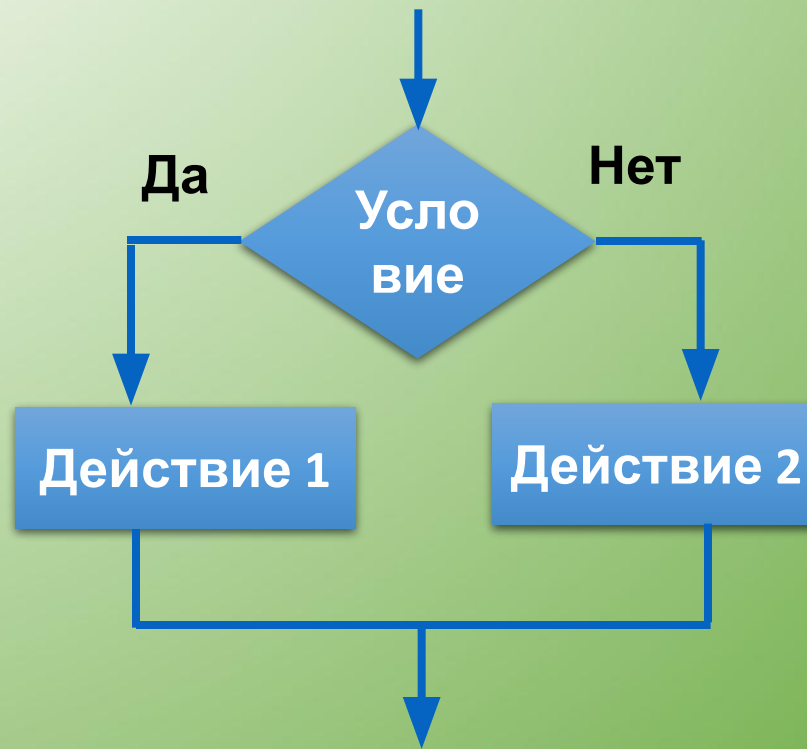 Да
Нет
Усло
вие
Действие 1
Действие 2